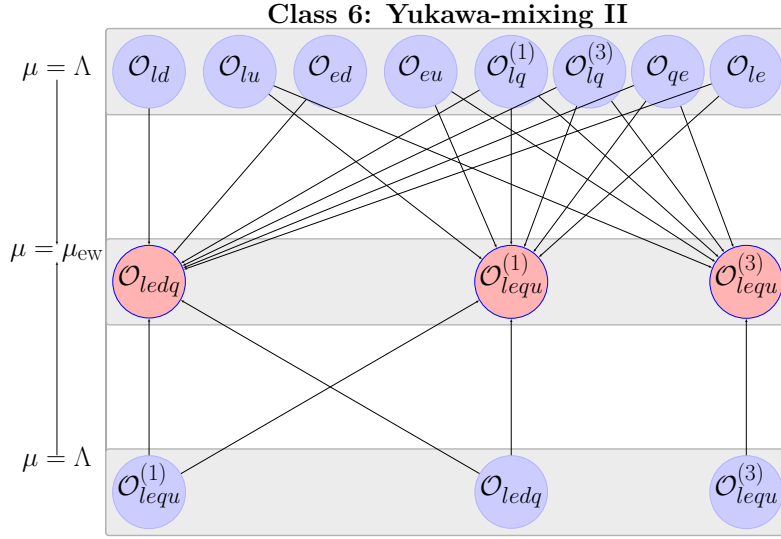 Class 6: Yukawa-mixing II
μ = Λ
𝒪_{ld} 𝒪_{lu} 𝒪_{ed} 𝒪_{eu} 𝒪_{lq}^{(1)} 𝒪_{lq}^{(3)} 𝒪_{qe} 𝒪_{le}
μ = μ_{ew}
𝒪_{ledq} 𝒪_{lequ}^{(1)} 𝒪_{lequ}^{(3)}
μ = Λ
𝒪_{lequ}^{(1)} 𝒪_{ledq} 𝒪_{lequ}^{(3)}